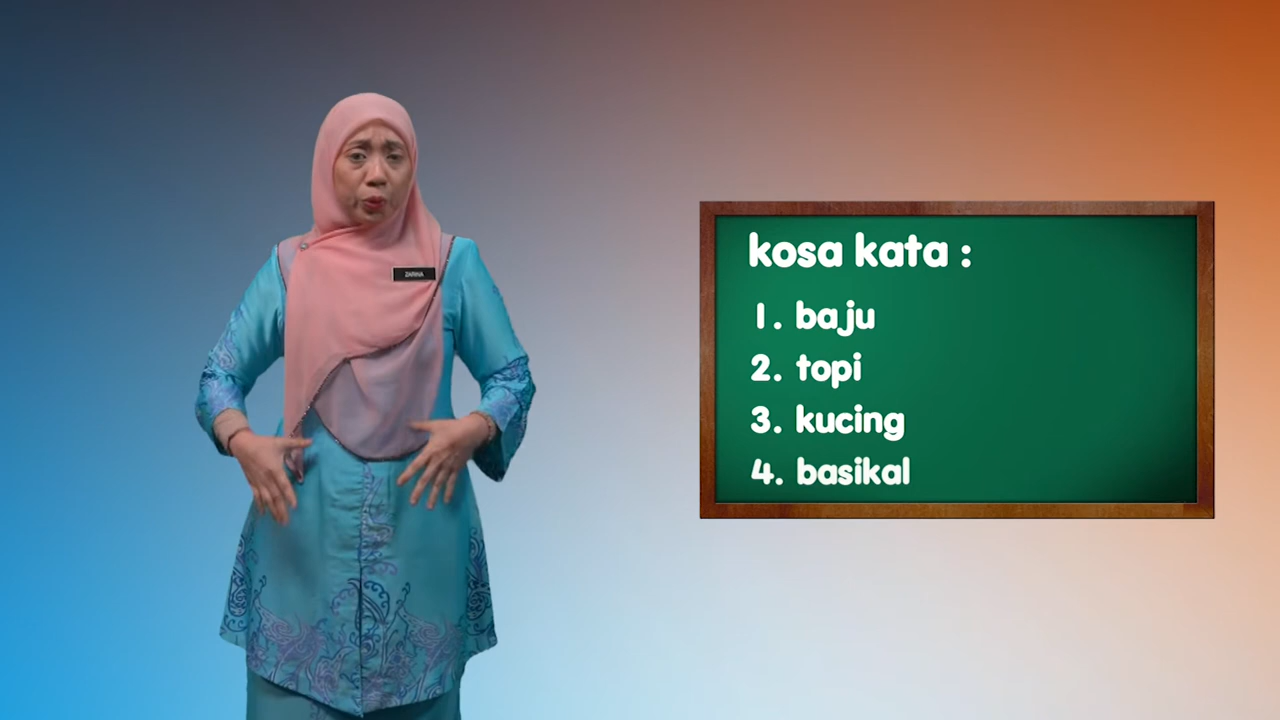 ZARINA
kosa kata :
1. baju
2. topi
3. kucing
4. basikal